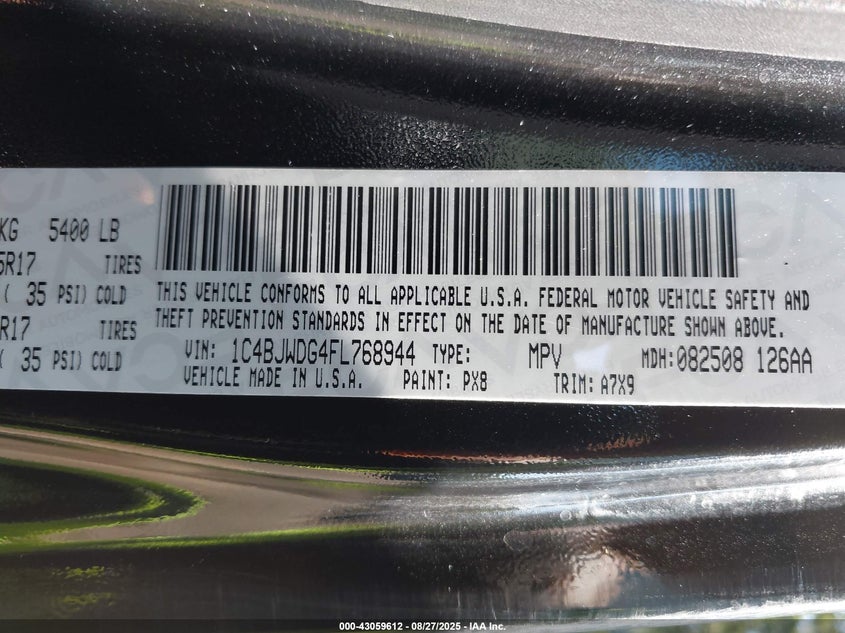 KG 5400 LB
5R17 TIRES
( 35 PSI) COLD
R17 TIRES
( 35 PSI) COLD
THIS VEHICLE CONFORMS TO ALL APPLICABLE U.S.A. FEDERAL MOTOR VEHICLE SAFETY AND
THEFT PREVENTION STANDARDS IN EFFECT ON THE DATE OF MANUFACTURE SHOWN ABOVE.
VIN: 1C4BJWDG4FL768944 TYPE: MPV MDH:082508 126AA
VEHICLE MADE IN U.S.A. PAINT: PX8 TRIM: A7X9
000-43059612 - 08/27/2025 - IAA Inc.